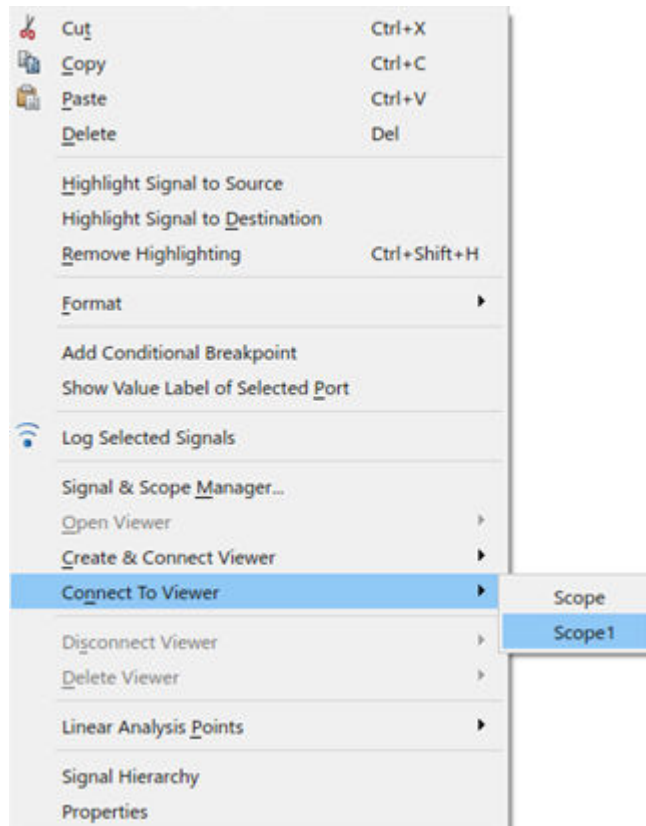 Cut Ctrl+X
Copy Ctrl+C
Paste Ctrl+V
Delete Del
Highlight Signal to Source
Highlight Signal to Destination
Remove Highlighting Ctrl+Shift+H
Format
Add Conditional Breakpoint
Show Value Label of Selected Port
Log Selected Signals
Signal & Scope Manager...
Open Viewer
Create & Connect Viewer
Connect To Viewer
Scope
Scope1
Disconnect Viewer
Delete Viewer
Linear Analysis Points
Signal Hierarchy
Properties